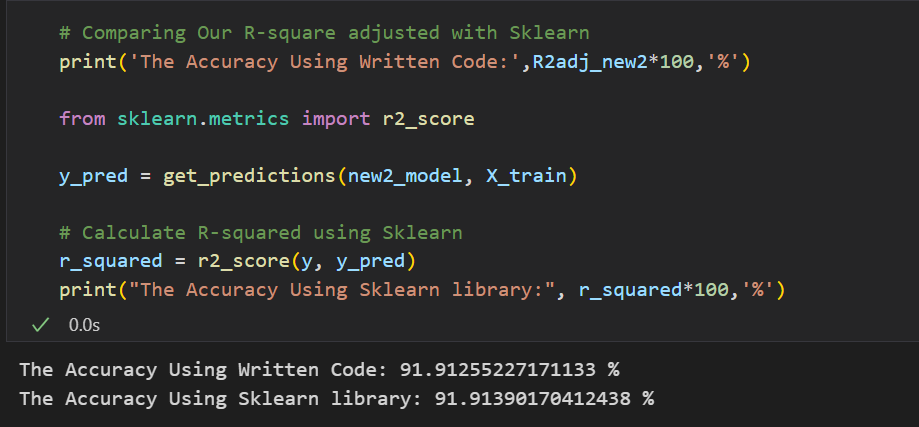 # Comparing Our R-square adjusted with Sklearn
print('The Accuracy Using Written Code:',R2adj_new2*100,'%')
from sklearn.metrics import r2_score
y_pred = get_predictions(new2_model, X_train)
# Calculate R-squared using Sklearn
r_squared = r2_score(y, y_pred)
print("The Accuracy Using Sklearn library:", r_squared*100,'%')
0.0s
The Accuracy Using Written Code: 91.91255227171133 %
The Accuracy Using Sklearn library: 91.91390170412438 %